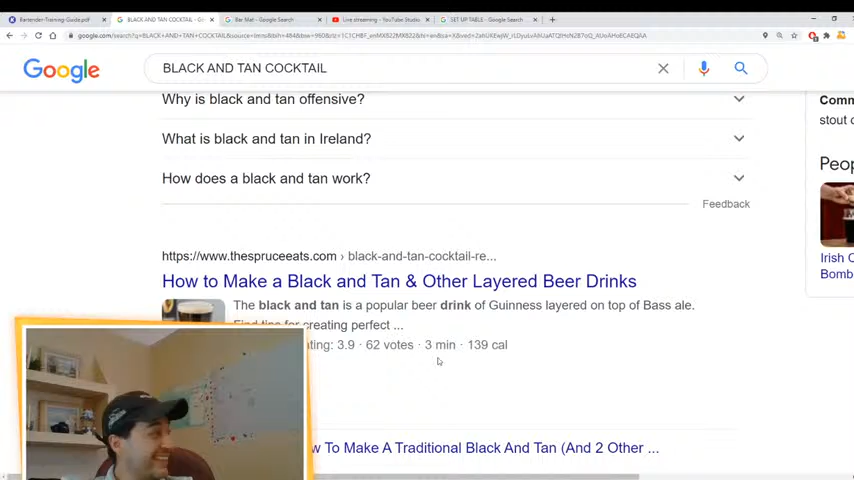 Bartender-Training-Guide.pdf
BLACK AND TAN COCKTAIL - G
Bar Mat - Google Search
Live streaming - YouTube Studio
SET UP TABLE - Google Search
Google
BLACK AND TAN COCKTAIL
Why is black and tan offensive?
What is black and tan in Ireland?
How does a black and tan work?
Feedback
Comm
stout c
Peop
Irish C
Bomb
https://www.thespruceeats.com › black-and-tan-cocktail-re...
How to Make a Black and Tan & Other Layered Beer Drinks
The black and tan is a popular beer drink of Guinness layered on top of Bass ale.
Find tips for creating perfect ...
ting: 3.9 · 62 votes · 3 min · 139 cal
w To Make A Traditional Black And Tan (And 2 Other ...